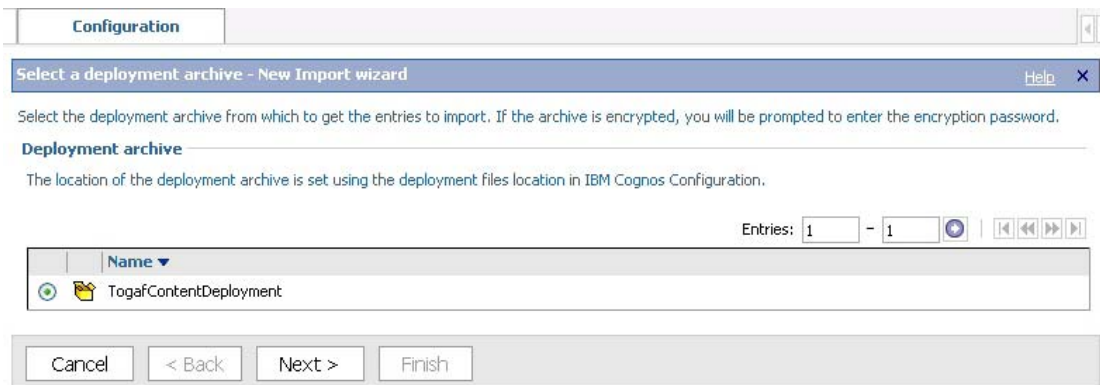 Configuration
Select a deployment archive - New Import wizard Help X
Select the deployment archive from which to get the entries to import. If the archive is encrypted, you will be prompted to enter the encryption password.
Deployment archive
The location of the deployment archive is set using the deployment files location in IBM Cognos Configuration.
Entries: 1 - 1
Name
TogafContentDeployment
Cancel < Back Next > Finish